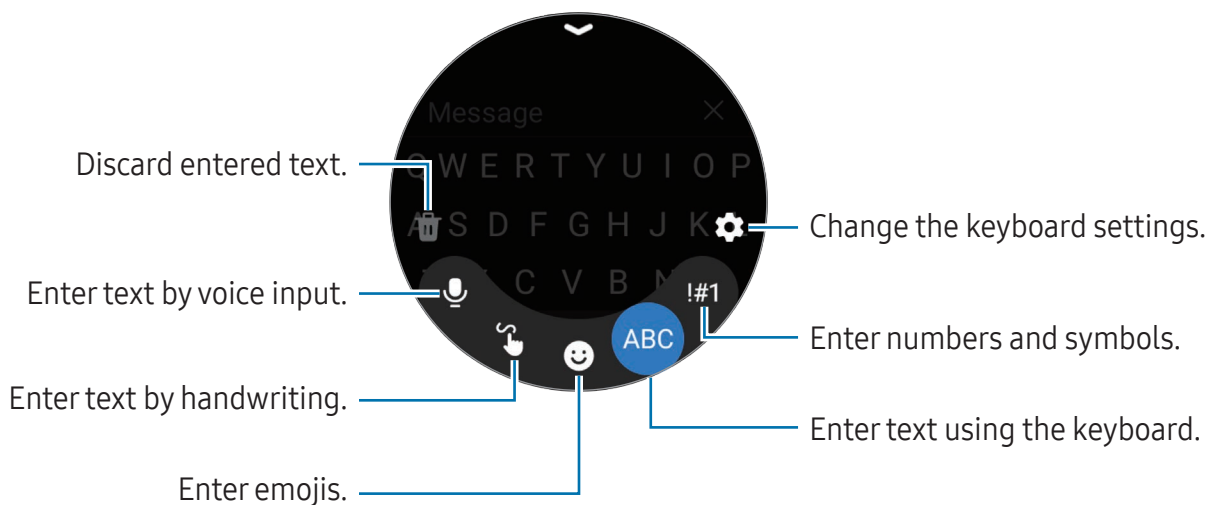 Message
Q W E R T Y U I O P
Discard entered text.
A S D F G H J K
Change the keyboard settings.
C V B N
Enter text by voice input.
!#1
ABC
Enter numbers and symbols.
Enter text by handwriting.
Enter text using the keyboard.
Enter emojis.